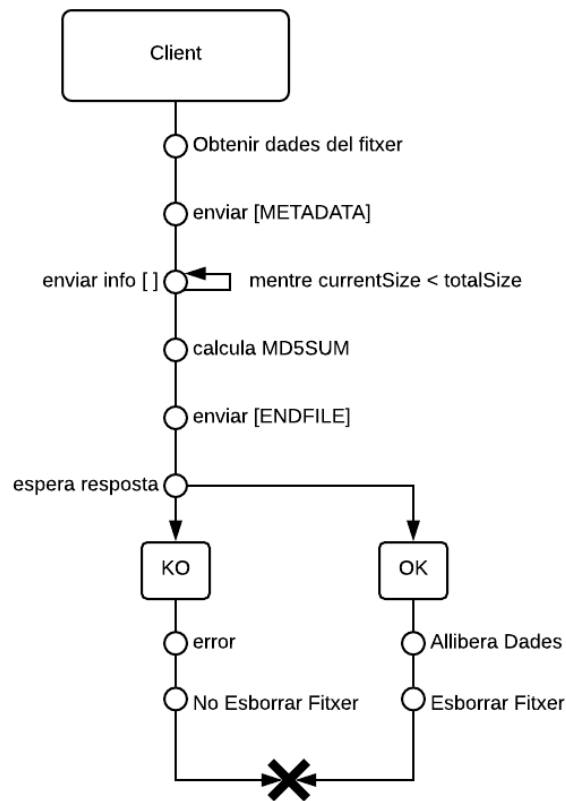 Client
Obtenir dades del fitxer
enviar [METADATA]
enviar info [ ]
mentre currentSize < totalSize
calcula MD5SUM
enviar [ENDFILE]
espera resposta
KO
OK
error
Allibera Dades
No Esborrar Fitxer
Esborrar Fitxer